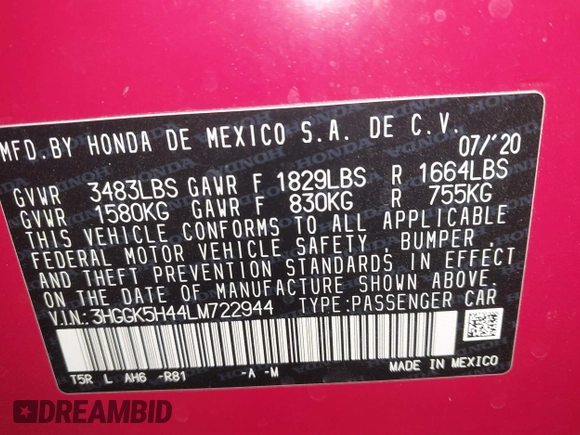 MFD.BY HONDA DE MEXICO S.A. DE C.V.
07/'20
GVWR 3483LBS GAWR F 1829LBS R 1664LBS
GVWR 1580KG GAWR F 830KG R 755KG
THIS VEHICLE CONFORMS TO ALL APPLICABLE
FEDERAL MOTOR VEHICLE SAFETY, BUMPER,
AND THEFT PREVENTION STANDARDS IN EFFECT
ON THE DATE OF MANUFACTURE SHOWN ABOVE.
V.I.N.: 3HGGK5H44LM722944 TYPE:PASSENGER CAR
T5R L AH6 -R81 -A -M
MADE IN MEXICO
DREAMBID